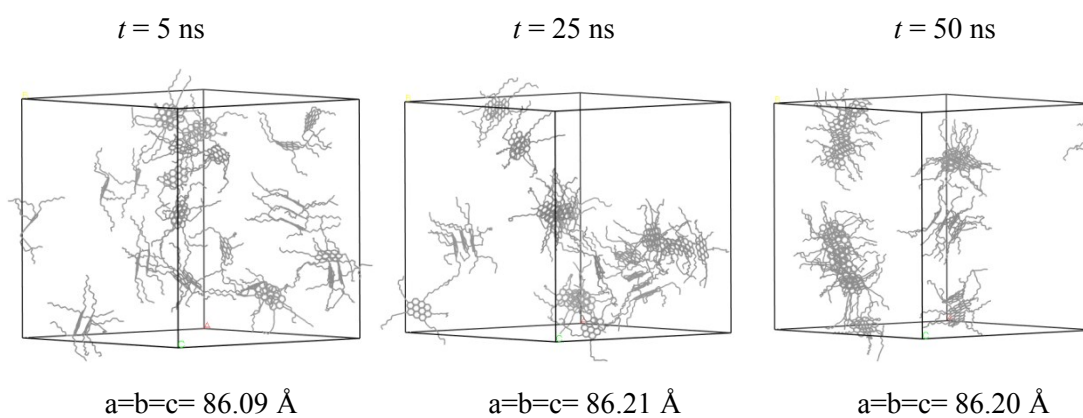 t = 5 ns
t = 25 ns
t = 50 ns
a=b=c= 86.09 Å
a=b=c= 86.21 Å
a=b=c= 86.20 Å